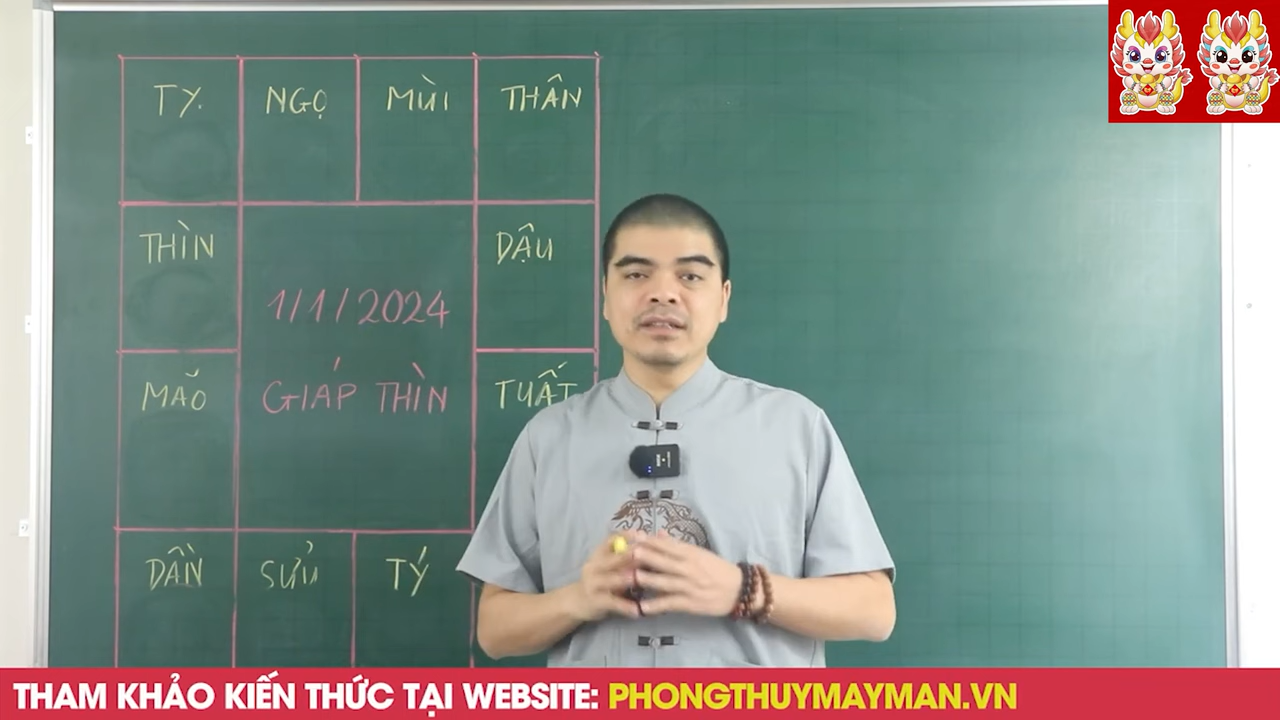 TỴ. NGỌ MÙI THÂN
THÌN DẬU
1/1/2024
MÃO GIÁP THÌN TUẤT
DẦN SỬU TÝ
THAM KHẢO KIẾN THỨC TẠI WEBSITE: PHONGTHUYMAYMAN.VN